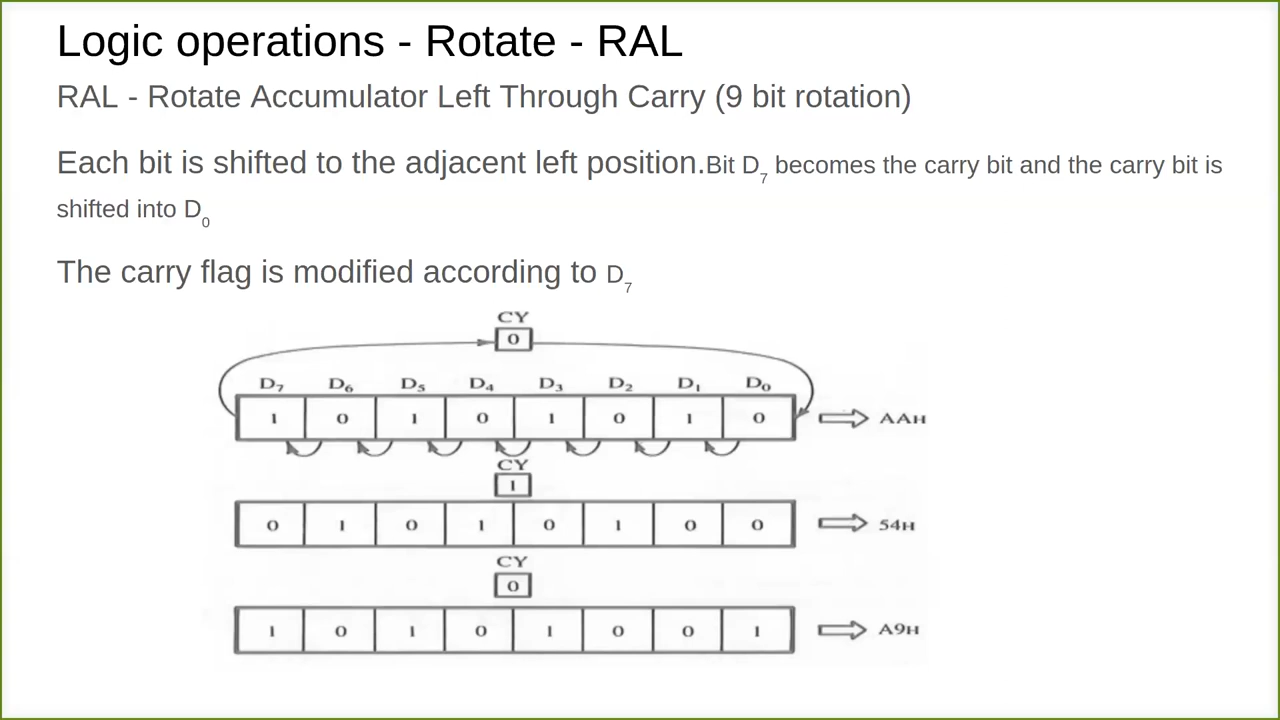 Logic operations - Rotate - RAL
RAL - Rotate Accumulator Left Through Carry (9 bit rotation)
Each bit is shifted to the adjacent left position.Bit D7 becomes the carry bit and the carry bit is
shifted into D0
The carry flag is modified according to D7
CY
0
D7 D6 D5 D4 D3 D2 D1 D0
1 0 1 0 1 0 1 0 AAH
CY
1
0 1 0 1 0 1 0 0 54H
CY
0
1 0 1 0 1 0 0 1 A9H